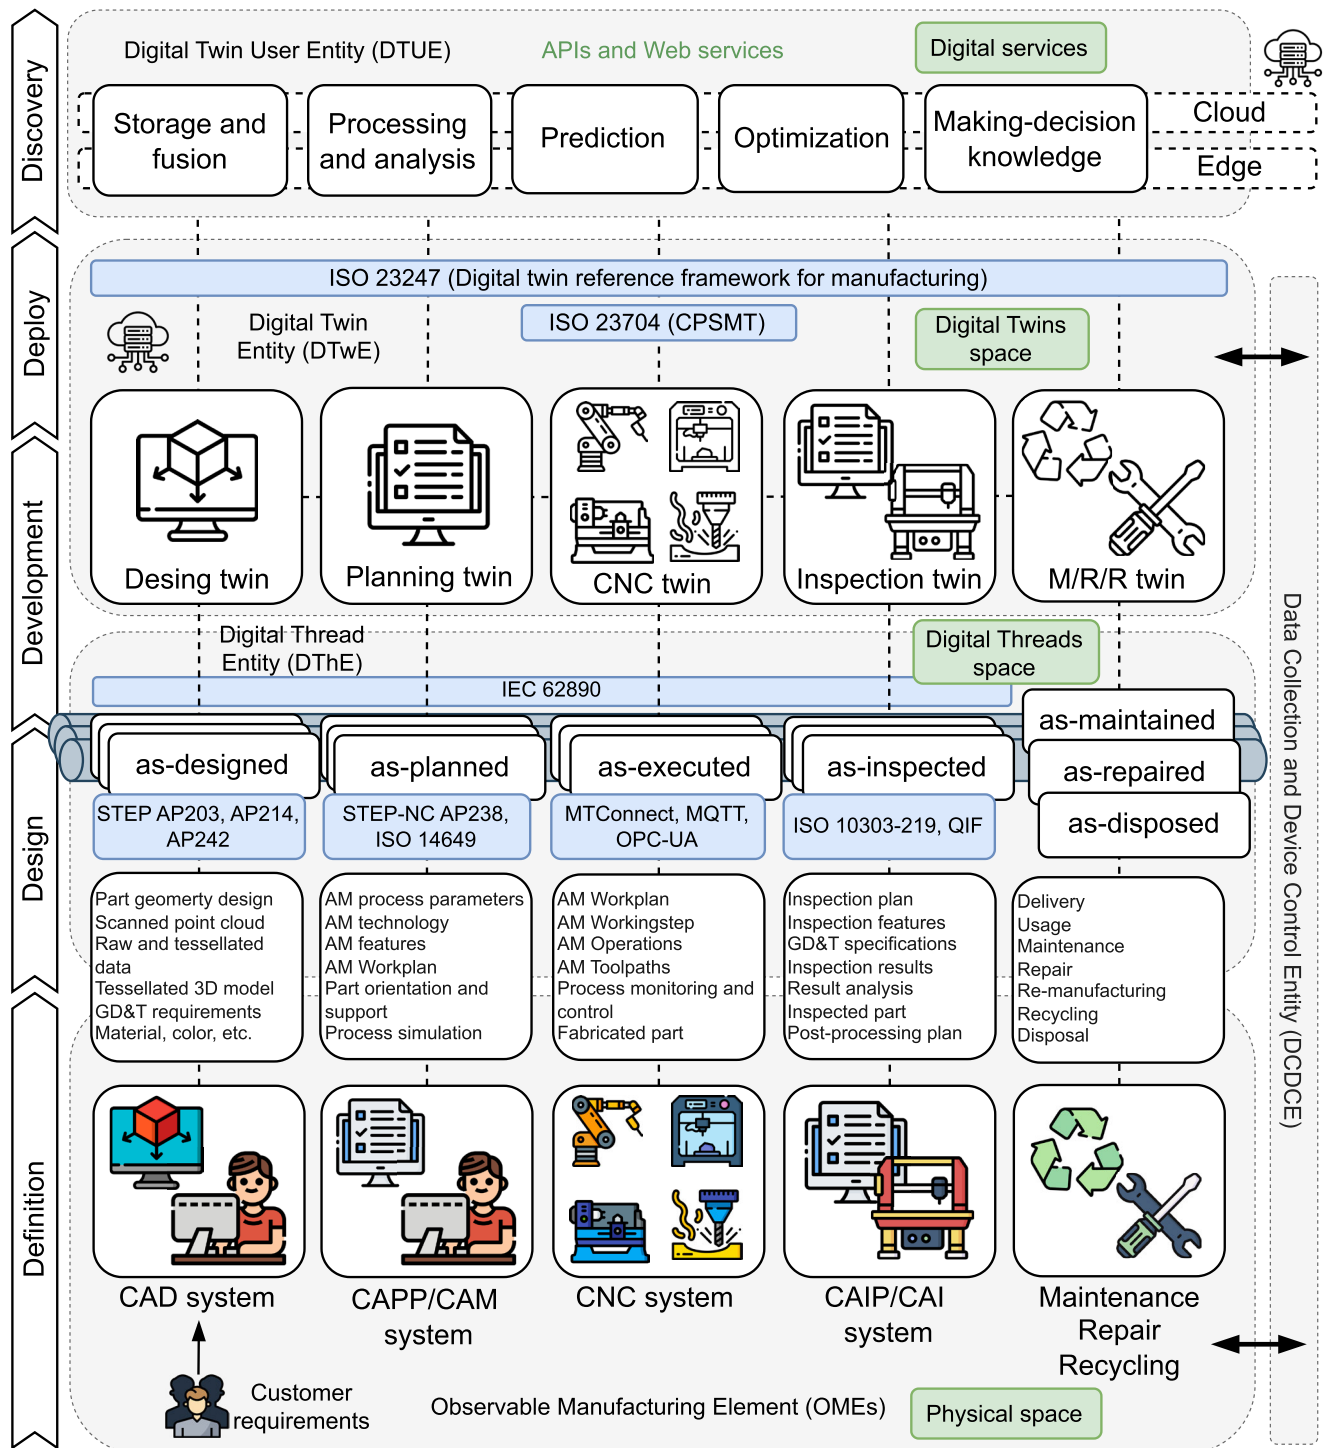 Discovery
Digital Twin User Entity (DTUE)
APIs and Web services
Digital services
Storage and
fusion
Processing
and analysis
Prediction
Optimization
Making-decision
knowledge
Cloud
Edge
Deploy
ISO 23247 (Digital twin reference framework for manufacturing)
Digital Twin
Entity (DTwE)
ISO 23704 (CPSMT)
Digital Twins
space
Development
Desing twin
Planning twin
CNC twin
Inspection twin
M/R/R twin
Digital Thread
Entity (DThE)
Digital Threads
space
IEC 62890
Design
as-designed
as-planned
as-executed
as-inspected
as-maintained
as-repaired
as-disposed
STEP AP203, AP214,
AP242
STEP-NC AP238,
ISO 14649
MTConnect, MQTT,
OPC-UA
ISO 10303-219, QIF
Part geomerty design
Scanned point cloud
Raw and tessellated
data
Tessellated 3D model
GD&T requirements
Material, color, etc.
AM process parameters
AM technology
AM features
AM Workplan
Part orientation and
support
Process simulation
AM Workplan
AM Workingstep
AM Operations
AM Toolpaths
Process monitoring and
control
Fabricated part
Inspection plan
Inspection features
GD&T specifications
Inspection results
Result analysis
Inspected part
Post-processing plan
Delivery
Usage
Maintenance
Repair
Re-manufacturing
Recycling
Disposal
Data Collection and Device Control Entity (DCDCE)
Definition
CAD system
CAPP/CAM
system
CNC system
CAIP/CAI
system
Maintenance
Repair
Recycling
Customer
requirements
Observable Manufacturing Element (OMEs)
Physical space